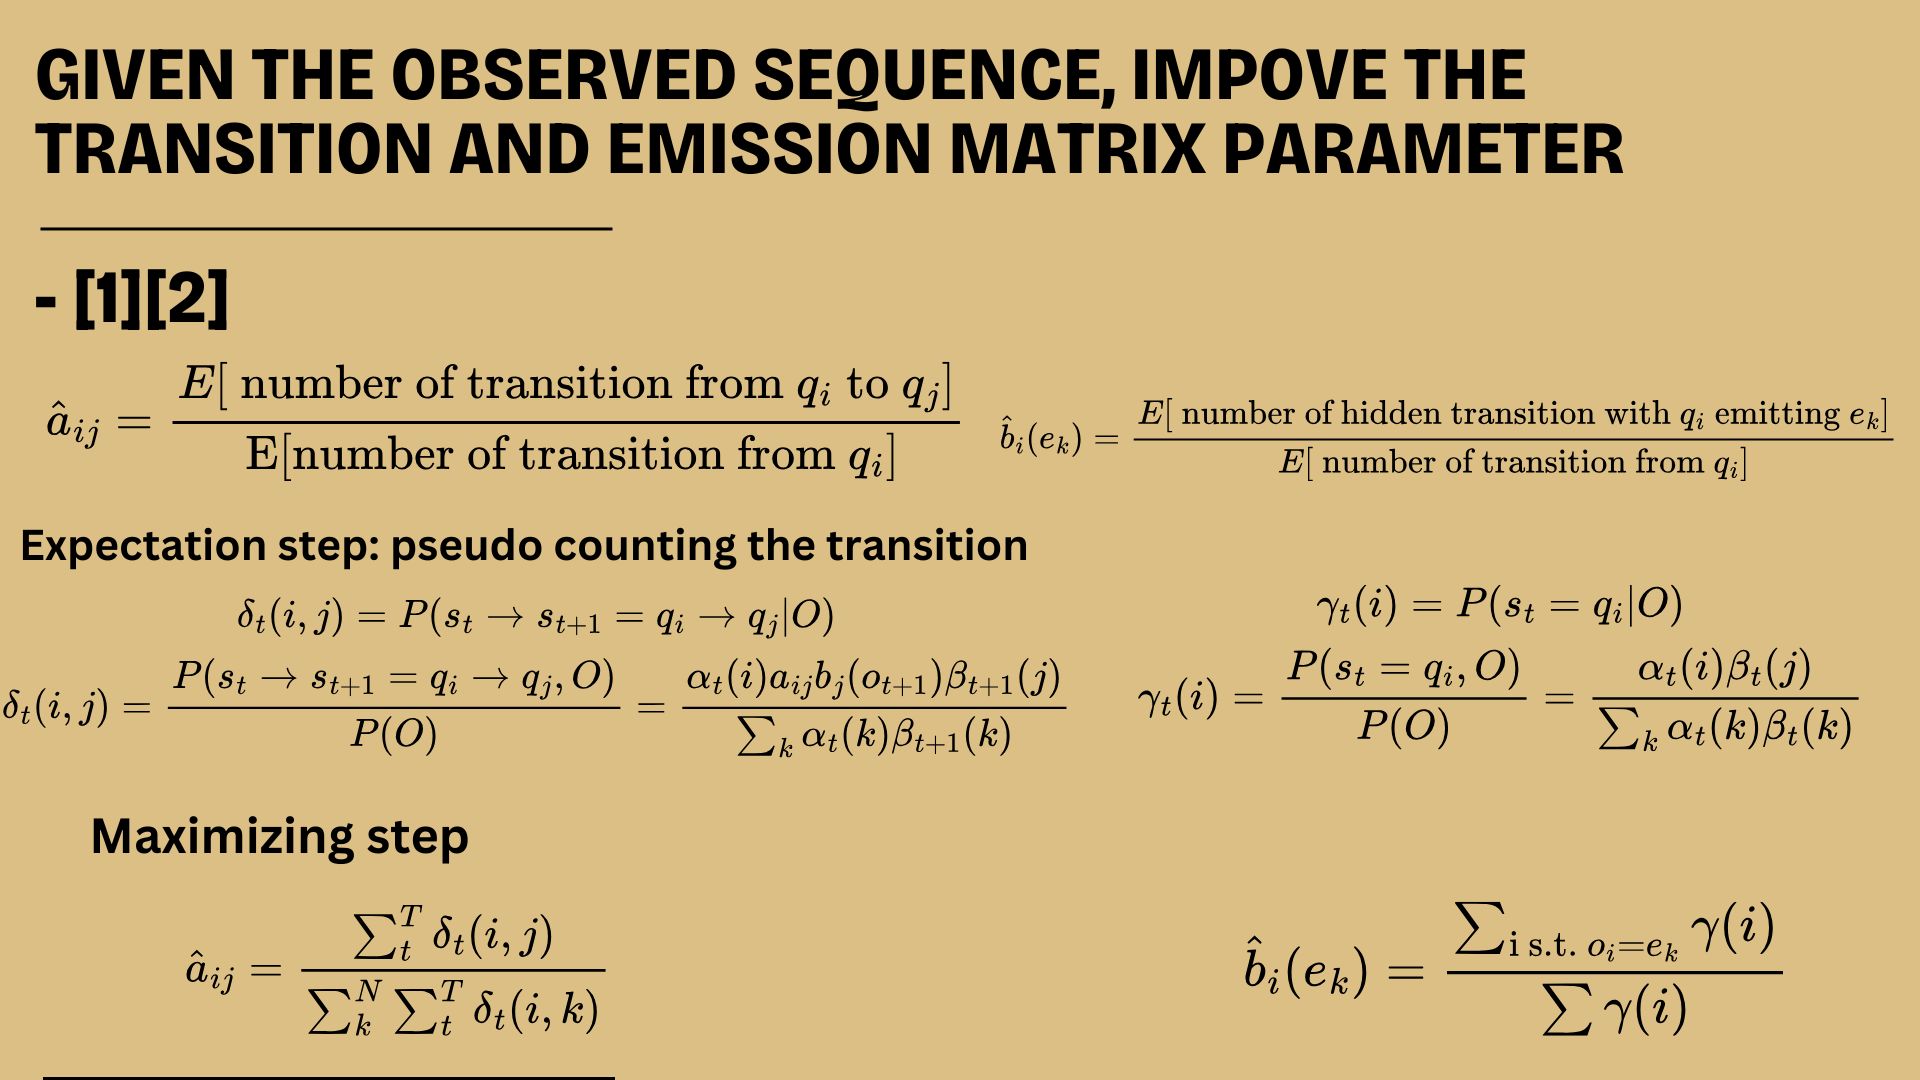 GIVEN THE OBSERVED SEQUENCE, IMPOVE THE
TRANSITION AND EMISSION MATRIX PARAMETER
- [1][2]
$\hat{a}_{ij} = \frac{E[\text{ number of transition from } q_i \text{ to } q_j]}{\text{E[number of transition from } q_i]}$
$\hat{b}_i(e_k) = \frac{E[\text{ number of hidden transition with } q_i \text{ emitting } e_k]}{E[\text{ number of transition from } q_i]}$
Expectation step: pseudo counting the transition
$\delta_t(i, j) = P(s_t \rightarrow s_{t+1} = q_i \rightarrow q_j | O)$
$\delta_t(i, j) = \frac{P(s_t \rightarrow s_{t+1} = q_i \rightarrow q_j, O)}{P(O)} = \frac{\alpha_t(i) a_{ij} b_j(o_{t+1}) \beta_{t+1}(j)}{\sum_k \alpha_t(k) \beta_{t+1}(k)}$
$\gamma_t(i) = P(s_t = q_i | O)$
$\gamma_t(i) = \frac{P(s_t = q_i, O)}{P(O)} = \frac{\alpha_t(i) \beta_t(j)}{\sum_k \alpha_t(k) \beta_t(k)}$
Maximizing step
$\hat{a}_{ij} = \frac{\sum_t^T \delta_t(i, j)}{\sum_k^N \sum_t^T \delta_t(i, k)}$
$\hat{b}_i(e_k) = \frac{\sum_{\text{i s.t. } o_i = e_k} \gamma(i)}{\sum \gamma(i)}$